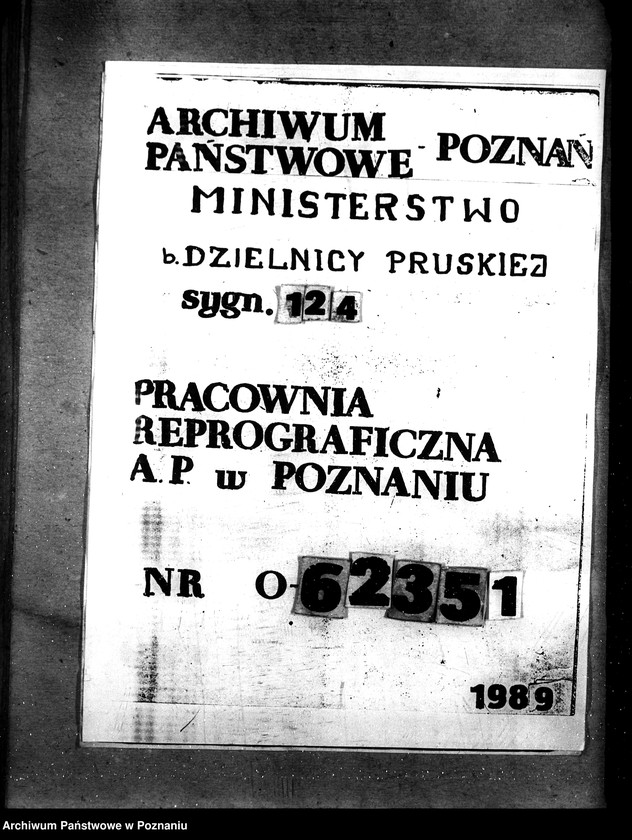 ARCHIWUM
PAŃSTWOWE - POZNAŃ
MINISTERSTWO
b. DZIELNICY PRUSKIEJ
sygn. 124
PRACOWNIA
REPROGRAFICZNA
A.P w POZNANIU
NR O-62351
1989
Archiwum Państwowe w Poznaniu